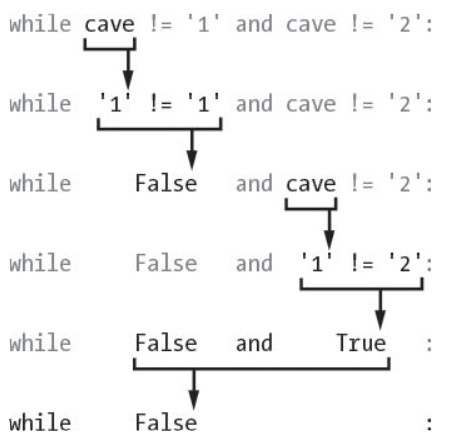 while cave != '1' and cave != '2':
while '1' != '1' and cave != '2':
while False and cave != '2':
while False and '1' != '2':
while False and True :
while False :